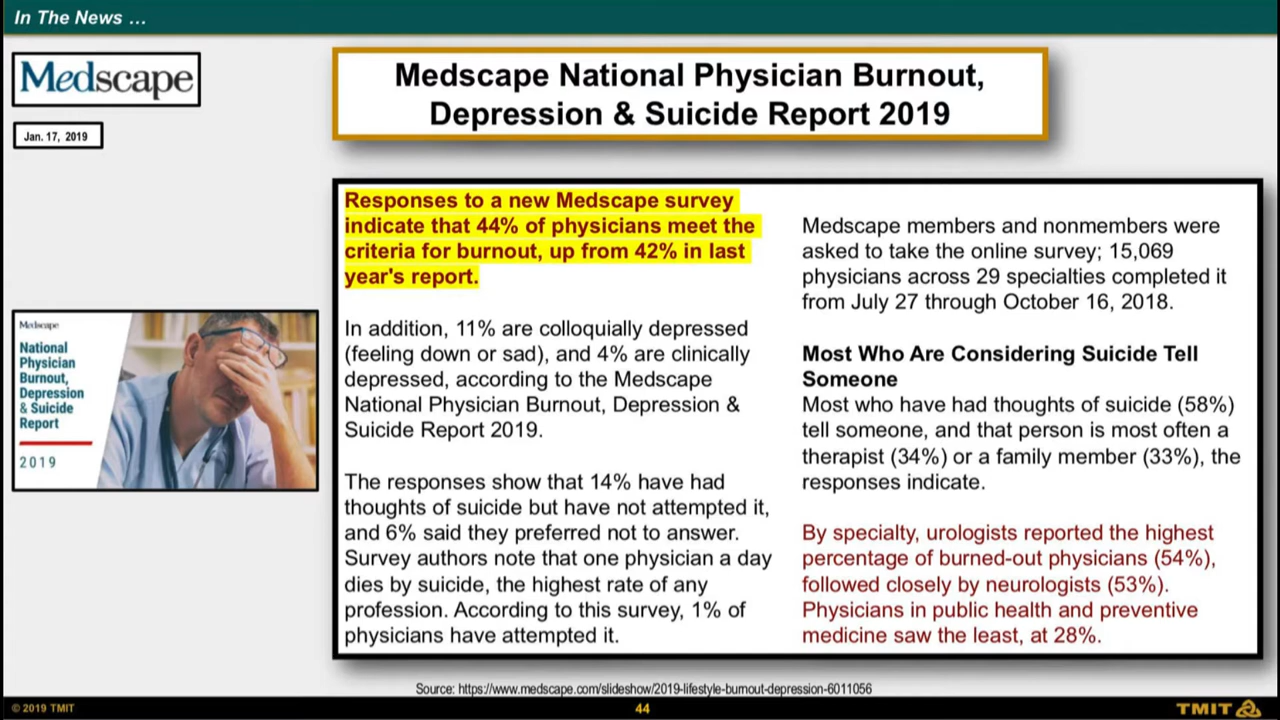 In The News …
Medscape
Jan. 17, 2019
Medscape National Physician Burnout,
Depression & Suicide Report 2019
Medscape
National
Physician
Burnout,
Depression
& Suicide
Report
2019
Responses to a new Medscape survey
indicate that 44% of physicians meet the
criteria for burnout, up from 42% in last
year's report.
In addition, 11% are colloquially depressed
(feeling down or sad), and 4% are clinically
depressed, according to the Medscape
National Physician Burnout, Depression &
Suicide Report 2019.
The responses show that 14% have had
thoughts of suicide but have not attempted it,
and 6% said they preferred not to answer.
Survey authors note that one physician a day
dies by suicide, the highest rate of any
profession. According to this survey, 1% of
physicians have attempted it.
Medscape members and nonmembers were
asked to take the online survey; 15,069
physicians across 29 specialties completed it
from July 27 through October 16, 2018.
Most Who Are Considering Suicide Tell
Someone
Most who have had thoughts of suicide (58%)
tell someone, and that person is most often a
therapist (34%) or a family member (33%), the
responses indicate.
By specialty, urologists reported the highest
percentage of burned-out physicians (54%),
followed closely by neurologists (53%).
Physicians in public health and preventive
medicine saw the least, at 28%.
Source: https://www.medscape.com/slideshow/2019-lifestyle-burnout-depression-6011056
© 2019 TMIT
44
TMIT